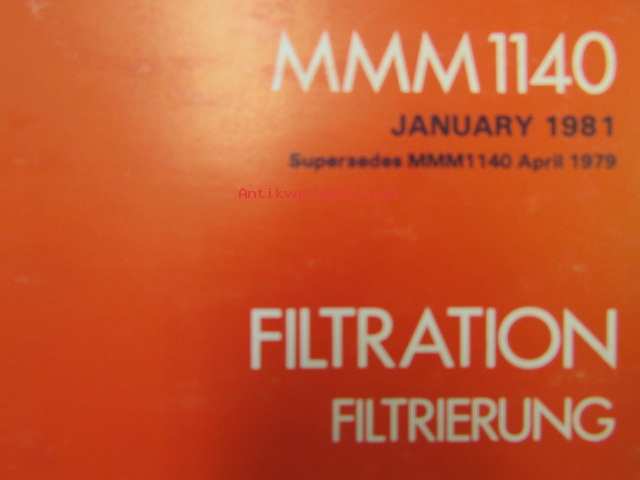 MMM1140
JANUARY 1981
Supersedes MMM1140 April 1979
FILTRATION
FILTRIERUNG